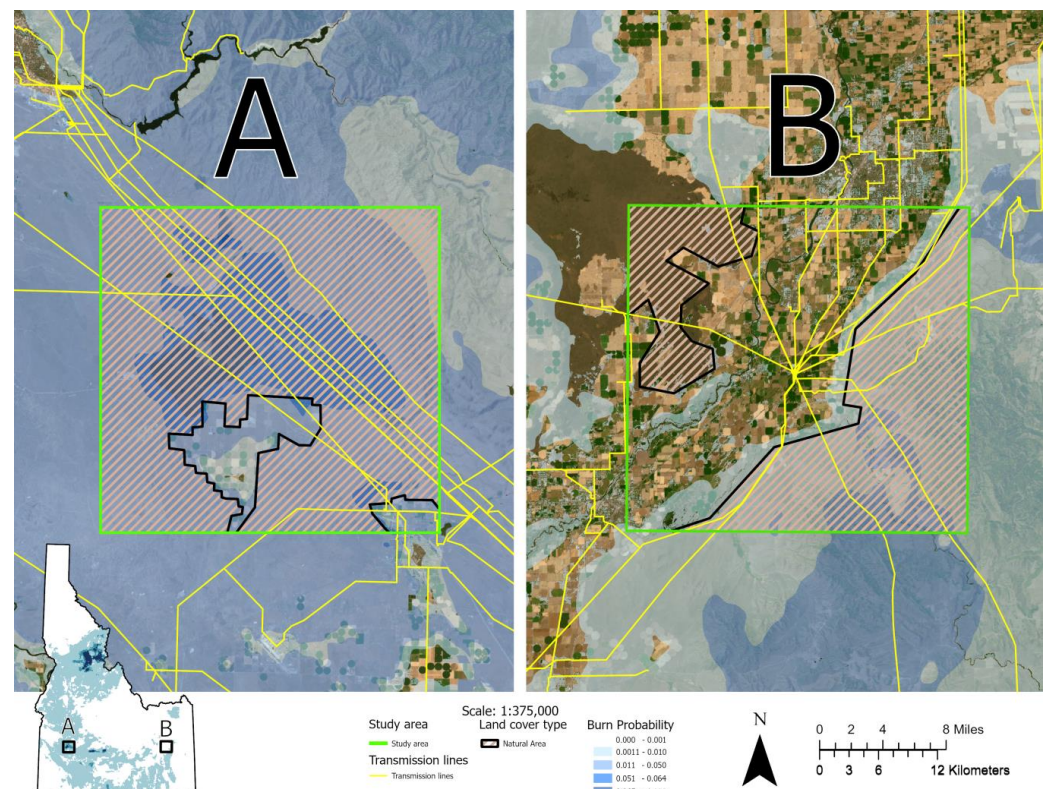 A
B
A
B
Scale: 1:375,000
Study area
Study area
Transmission lines
Transmission lines
Land cover type
Natural Area
Burn Probability
0.000 - 0.001
0.0011 - 0.010
0.011 - 0.050
0.051 - 0.064
N
0 2 4 8 Miles
0 3 6 12 Kilometers